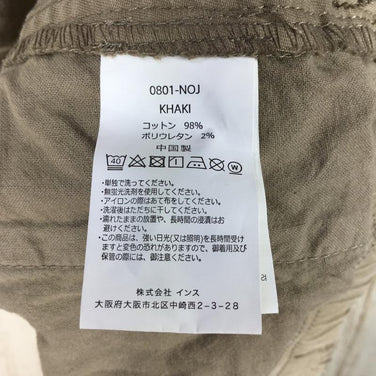 0801-NOJ
KHAKI
コットン 98%
ポリウレタン 2%
中国製
40
・単独で洗ってください。
・無蛍光洗剤を使用してください。
・アイロンの際はあて布をしてください。
・洗濯後はただちに干してください。
・濡れたままの放置や、長時間の浸漬はお
避けください。
・この商品は、強い日光(又は照明)を長時間受けます
と変色の恐れがありますので、御着用及び
保管の際には、御注意ください。
株式会社 インス
大阪府大阪市北区中崎西2-3-28